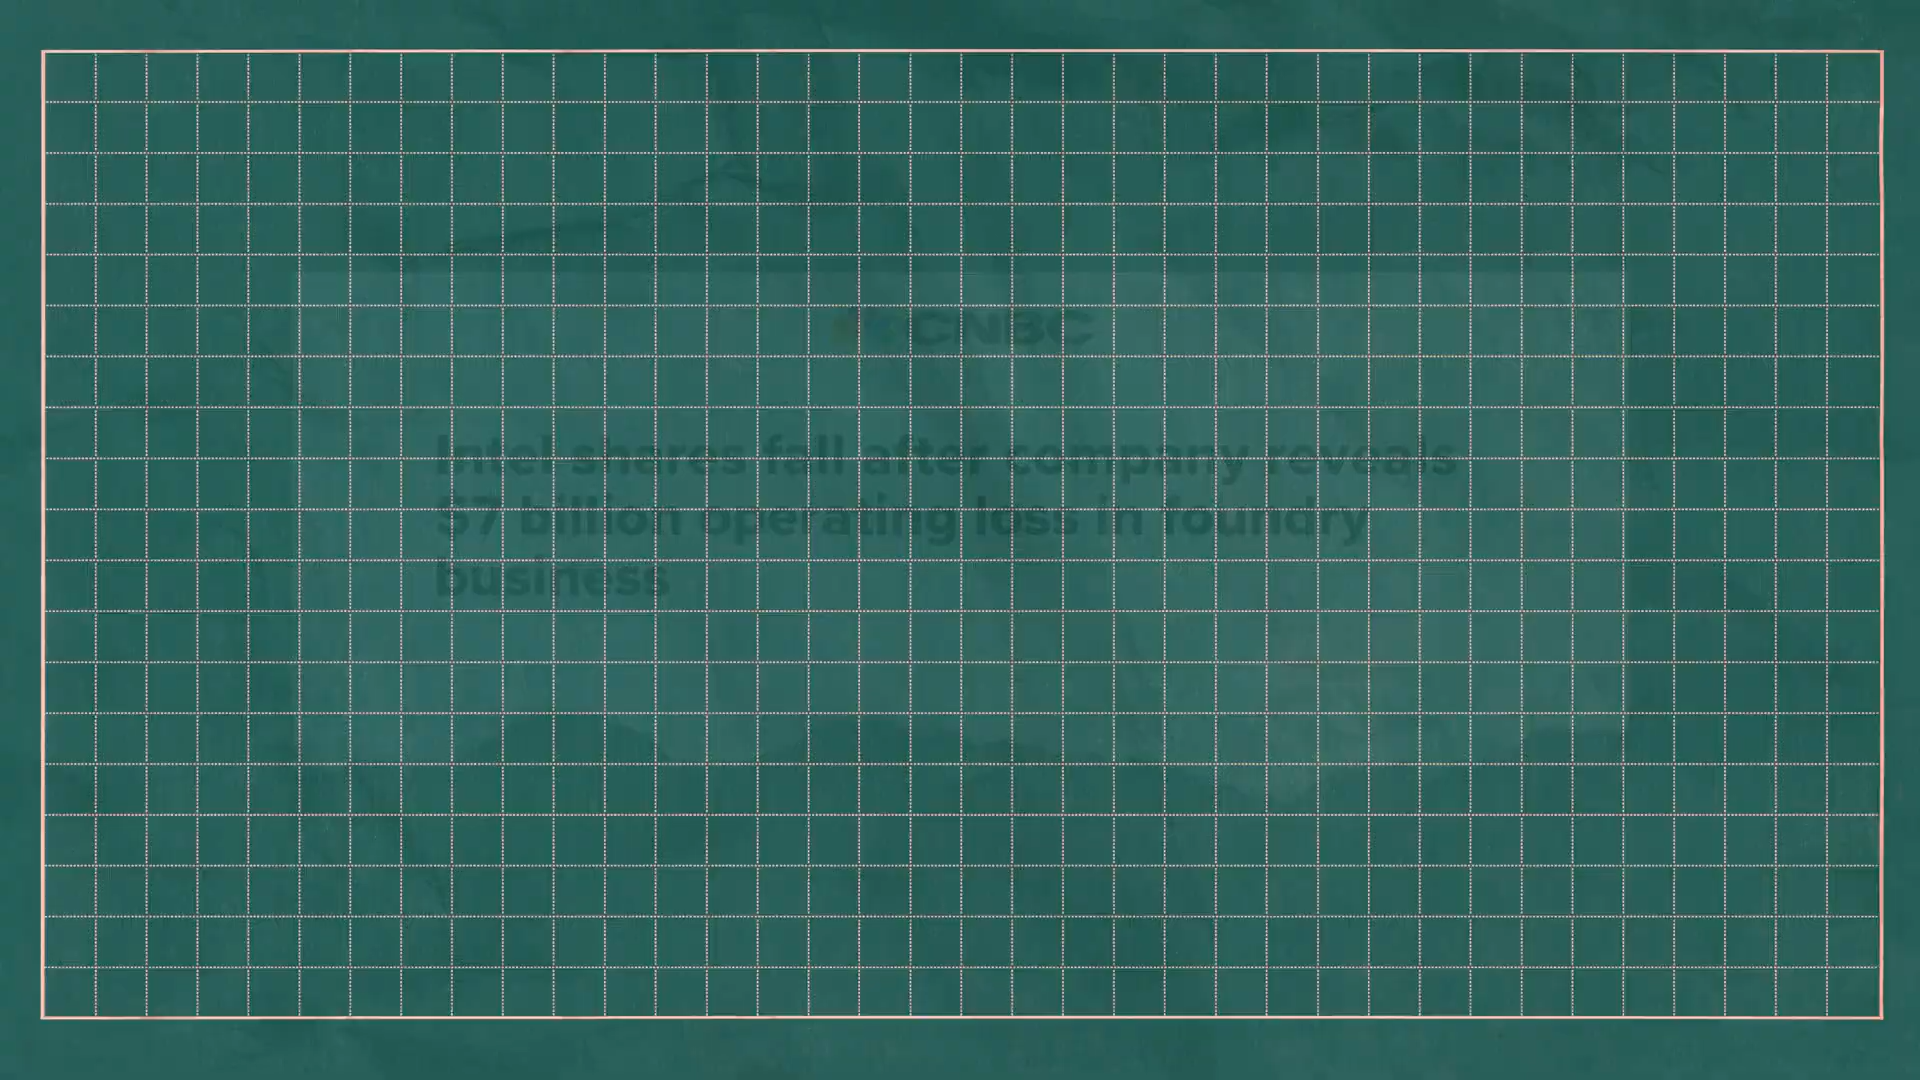 CNBC
Intel shares fall after company reveals
$7 billion operating loss in foundry
business